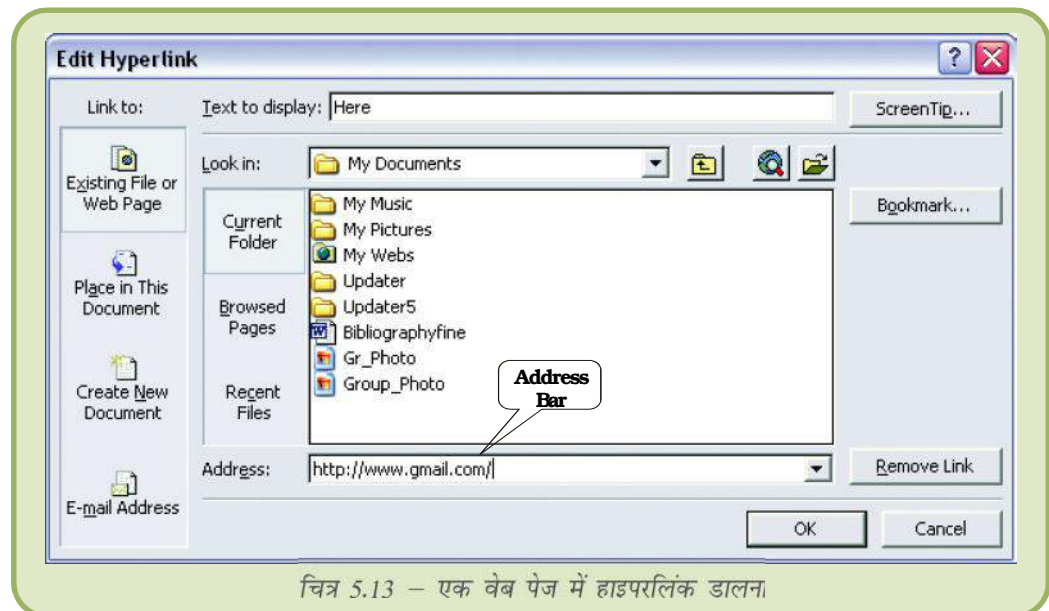 Edit Hyperlink
Link to:
Text to display: Here
ScreenTip...
Existing File or
Web Page
Place in This
Document
Create New
Document
E-mail Address
Look in: My Documents
Current
Folder
Browsed
Pages
Recent
Files
My Music
My Pictures
My Webs
Updater
Updater5
Bibliographyfine
Gr_Photo
Group_Photo
Address
Bar
Bookmark...
Address: http://www.gmail.com/
Remove Link
OK
Cancel
चित्र 5.13 – एक वेब पेज में हाइपरलिंक डालना